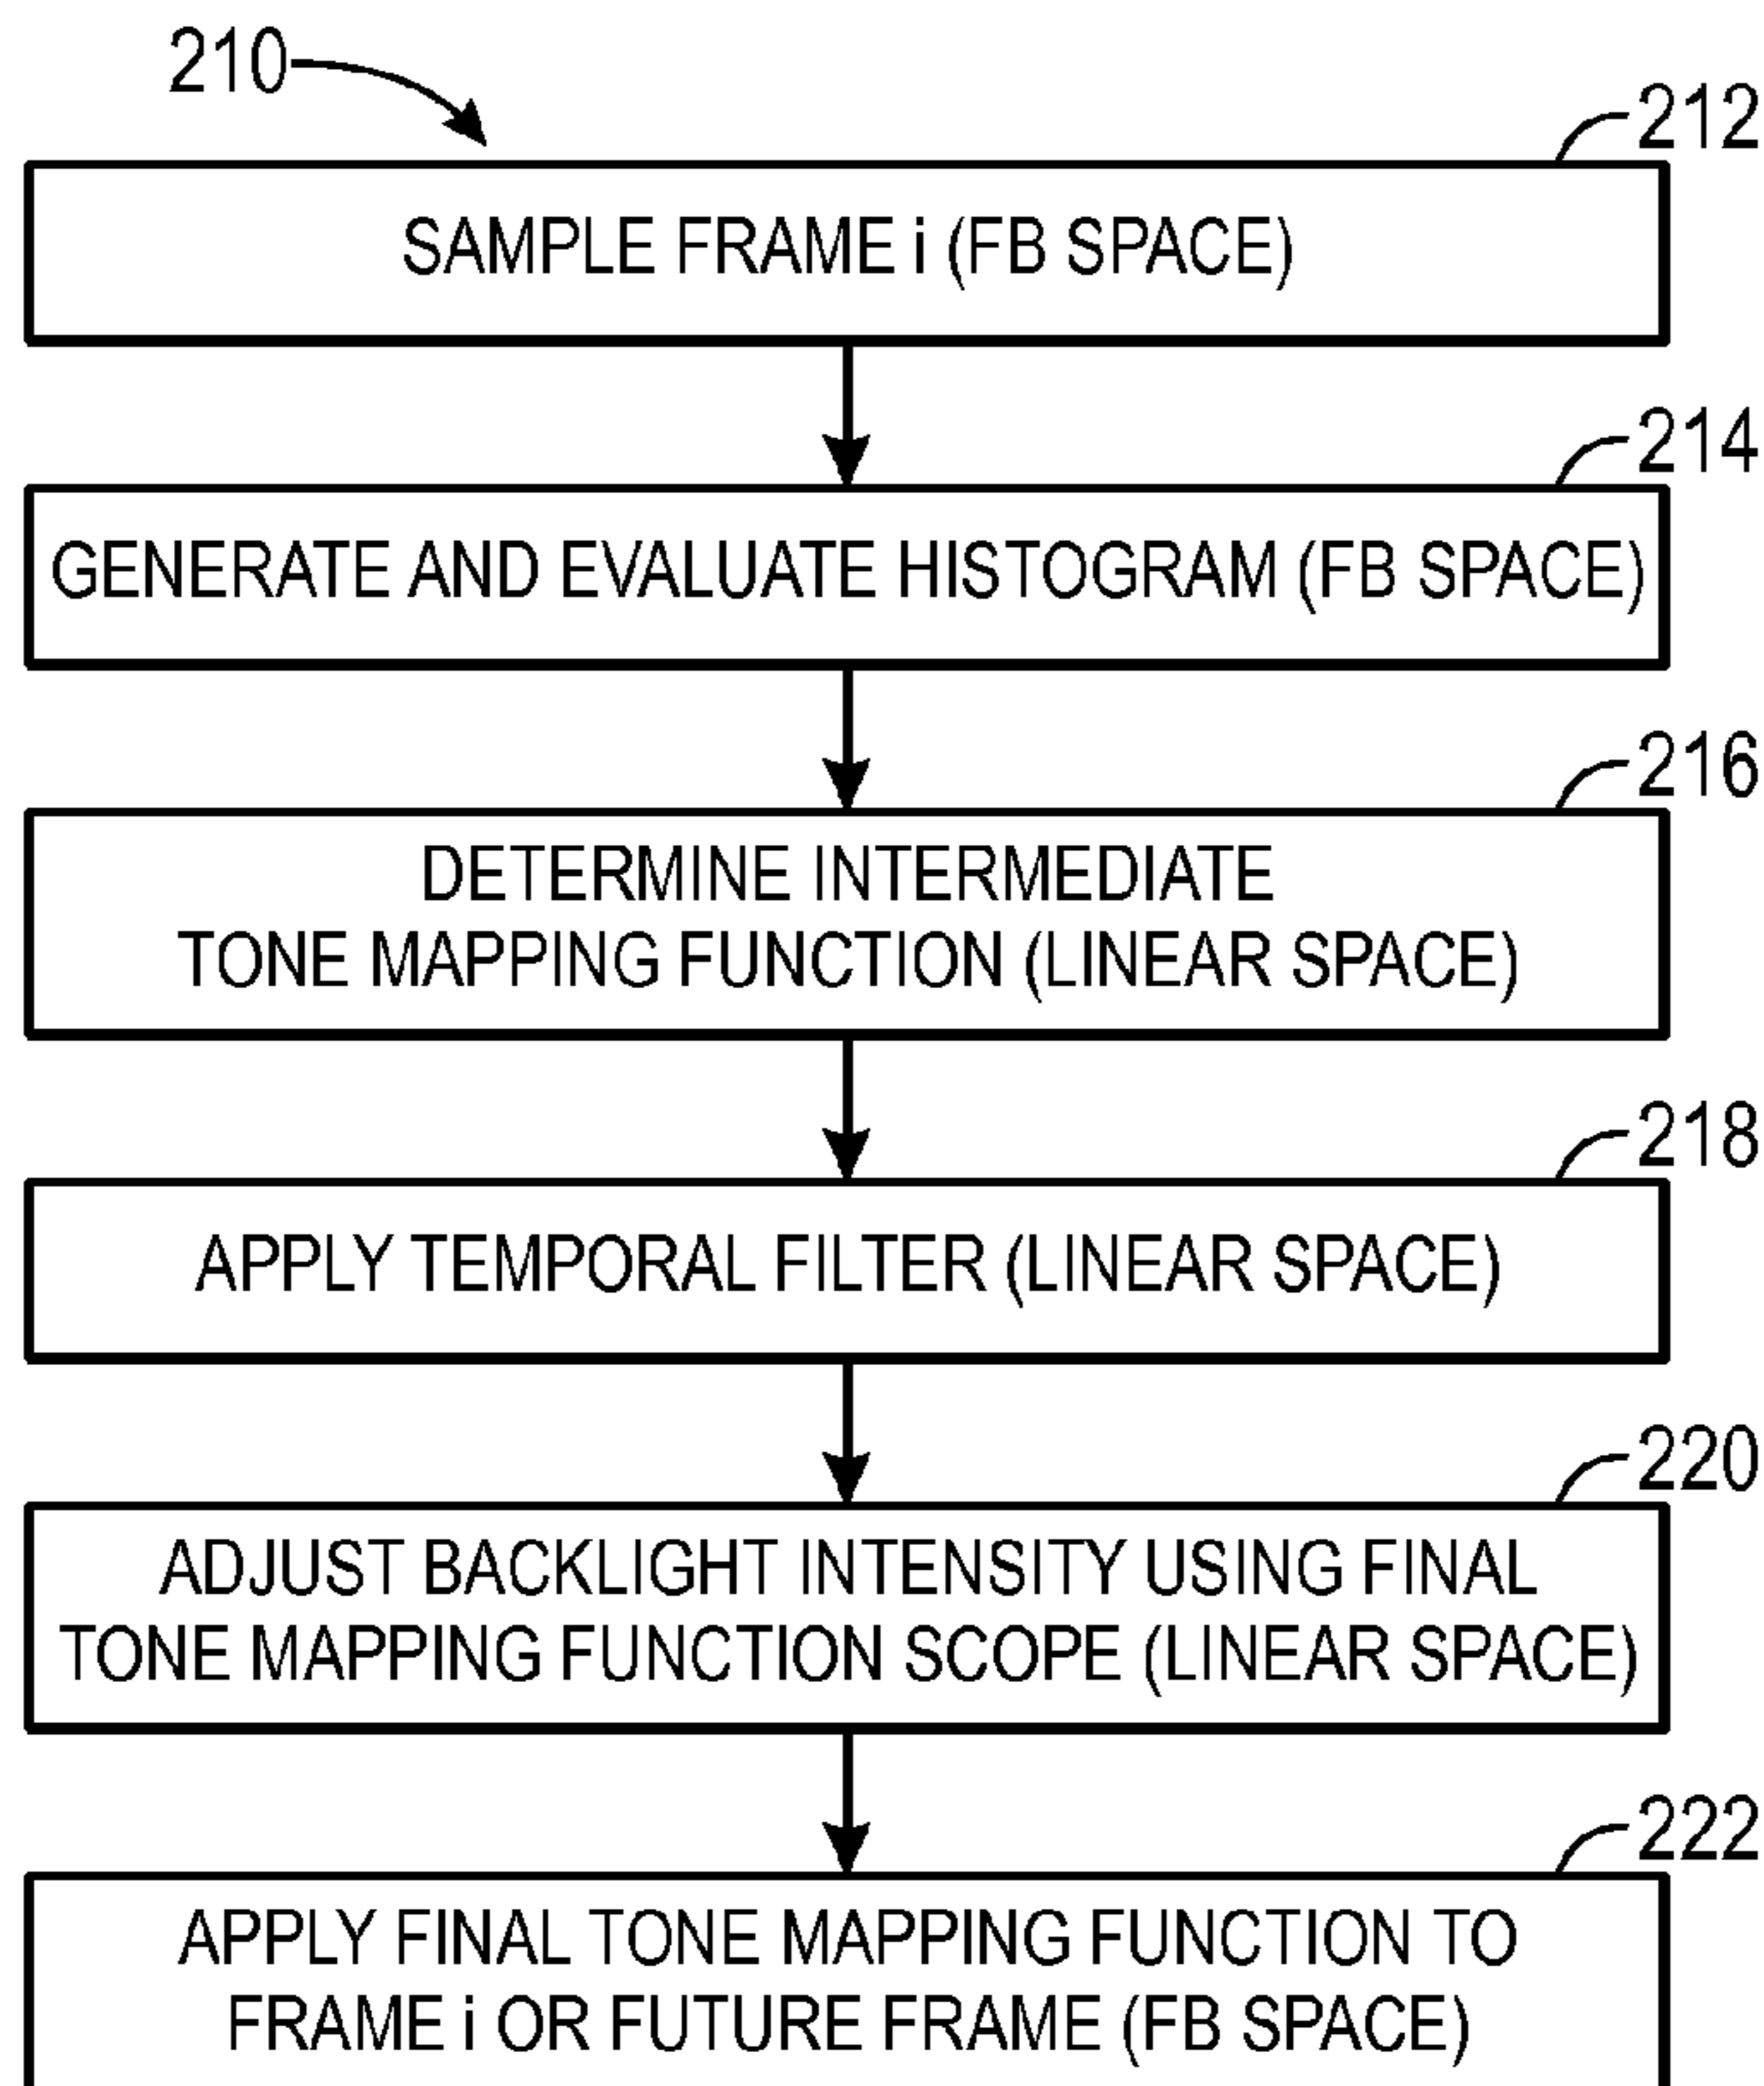 210
212
SAMPLE FRAME i (FB SPACE)
214
GENERATE AND EVALUATE HISTOGRAM (FB SPACE)
216
DETERMINE INTERMEDIATE
TONE MAPPING FUNCTION (LINEAR SPACE)
218
APPLY TEMPORAL FILTER (LINEAR SPACE)
220
ADJUST BACKLIGHT INTENSITY USING FINAL
TONE MAPPING FUNCTION SCOPE (LINEAR SPACE)
222
APPLY FINAL TONE MAPPING FUNCTION TO
FRAME i OR FUTURE FRAME (FB SPACE)